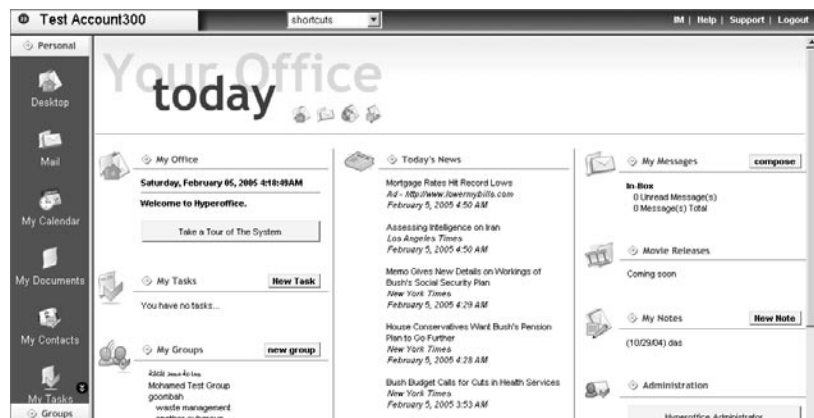 Test Account300
shortcuts
IM | Help | Support | Logout
Personal
Desktop
Mail
My Calendar
My Documents
My Contacts
My Tasks
Groups
Your Office
today
My Office
Saturday, February 05, 2005 4:18:49AM
Welcome to Hyperoffice.
Take a Tour of The System
My Tasks
New Task
You have no tasks...
My Groups
new group
Mohamed Test Group
goombah
waste management
another subgroup
Today's News
Mortgage Rates Hit Record Lows
Ad - http://www.lowermybills.com
February 5, 2005 4:50 AM
Assessing Intelligence on Iran
Los Angeles Times
February 5, 2005 4:50 AM
Memo Gives New Details on Workings of
Bush's Social Security Plan
New York Times
February 5, 2005 4:29 AM
House Conservatives Want Bush's Pension
Plan to Go Further
New York Times
February 5, 2005 4:28 AM
Bush Budget Calls for Cuts in Health Services
New York Times
February 5, 2005 3:53 AM
My Messages
compose
In-Box
0 Unread Message(s)
0 Message(s) Total
Movie Releases
Coming soon
My Notes
New Note
(10/29/04) das
Administration
Hyperoffice Administrator